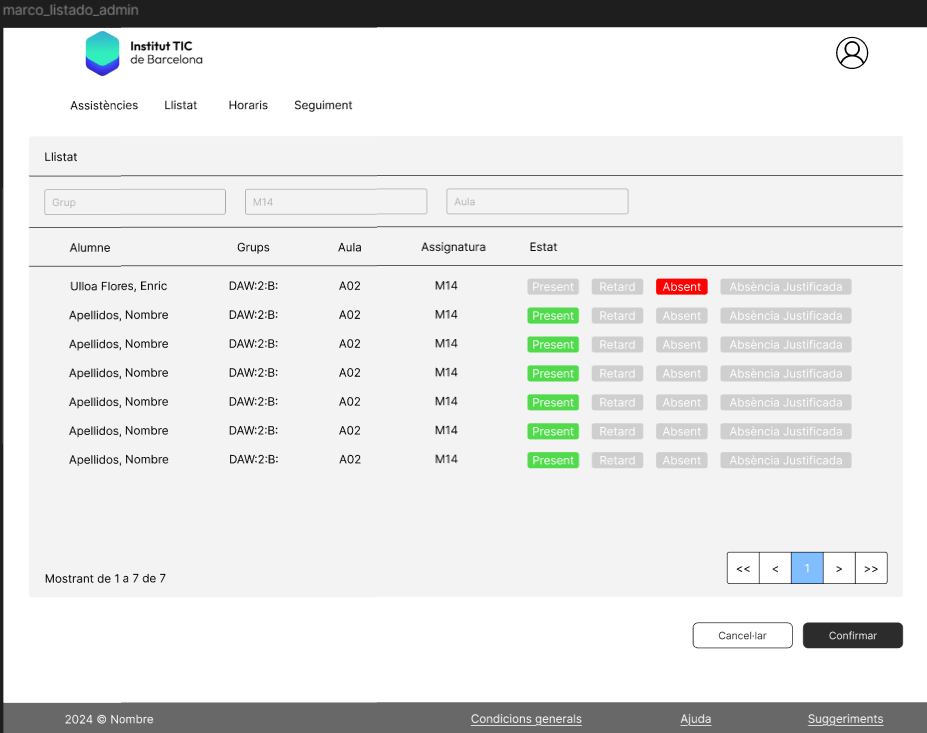 marco_listado_admin
Institut TIC
de Barcelona
Assistències Llistat Horaris Seguiment
Llistat
Grup M14 Aula
Alumne Grups Aula Assignatura Estat
Ulloa Flores, Enric DAW:2:B: A02 M14 Present Retard Absent Absència Justificada
Apellidos, Nombre DAW:2:B: A02 M14 Present Retard Absent Absència Justificada
Apellidos, Nombre DAW:2:B: A02 M14 Present Retard Absent Absència Justificada
Apellidos, Nombre DAW:2:B: A02 M14 Present Retard Absent Absència Justificada
Apellidos, Nombre DAW:2:B: A02 M14 Present Retard Absent Absència Justificada
Apellidos, Nombre DAW:2:B: A02 M14 Present Retard Absent Absència Justificada
Apellidos, Nombre DAW:2:B: A02 M14 Present Retard Absent Absència Justificada
Mostrant de 1 a 7 de 7 << < 1 > >>
Cancel·lar Confirmar
2024 © Nombre Condicions generals Ajuda Suggeriments